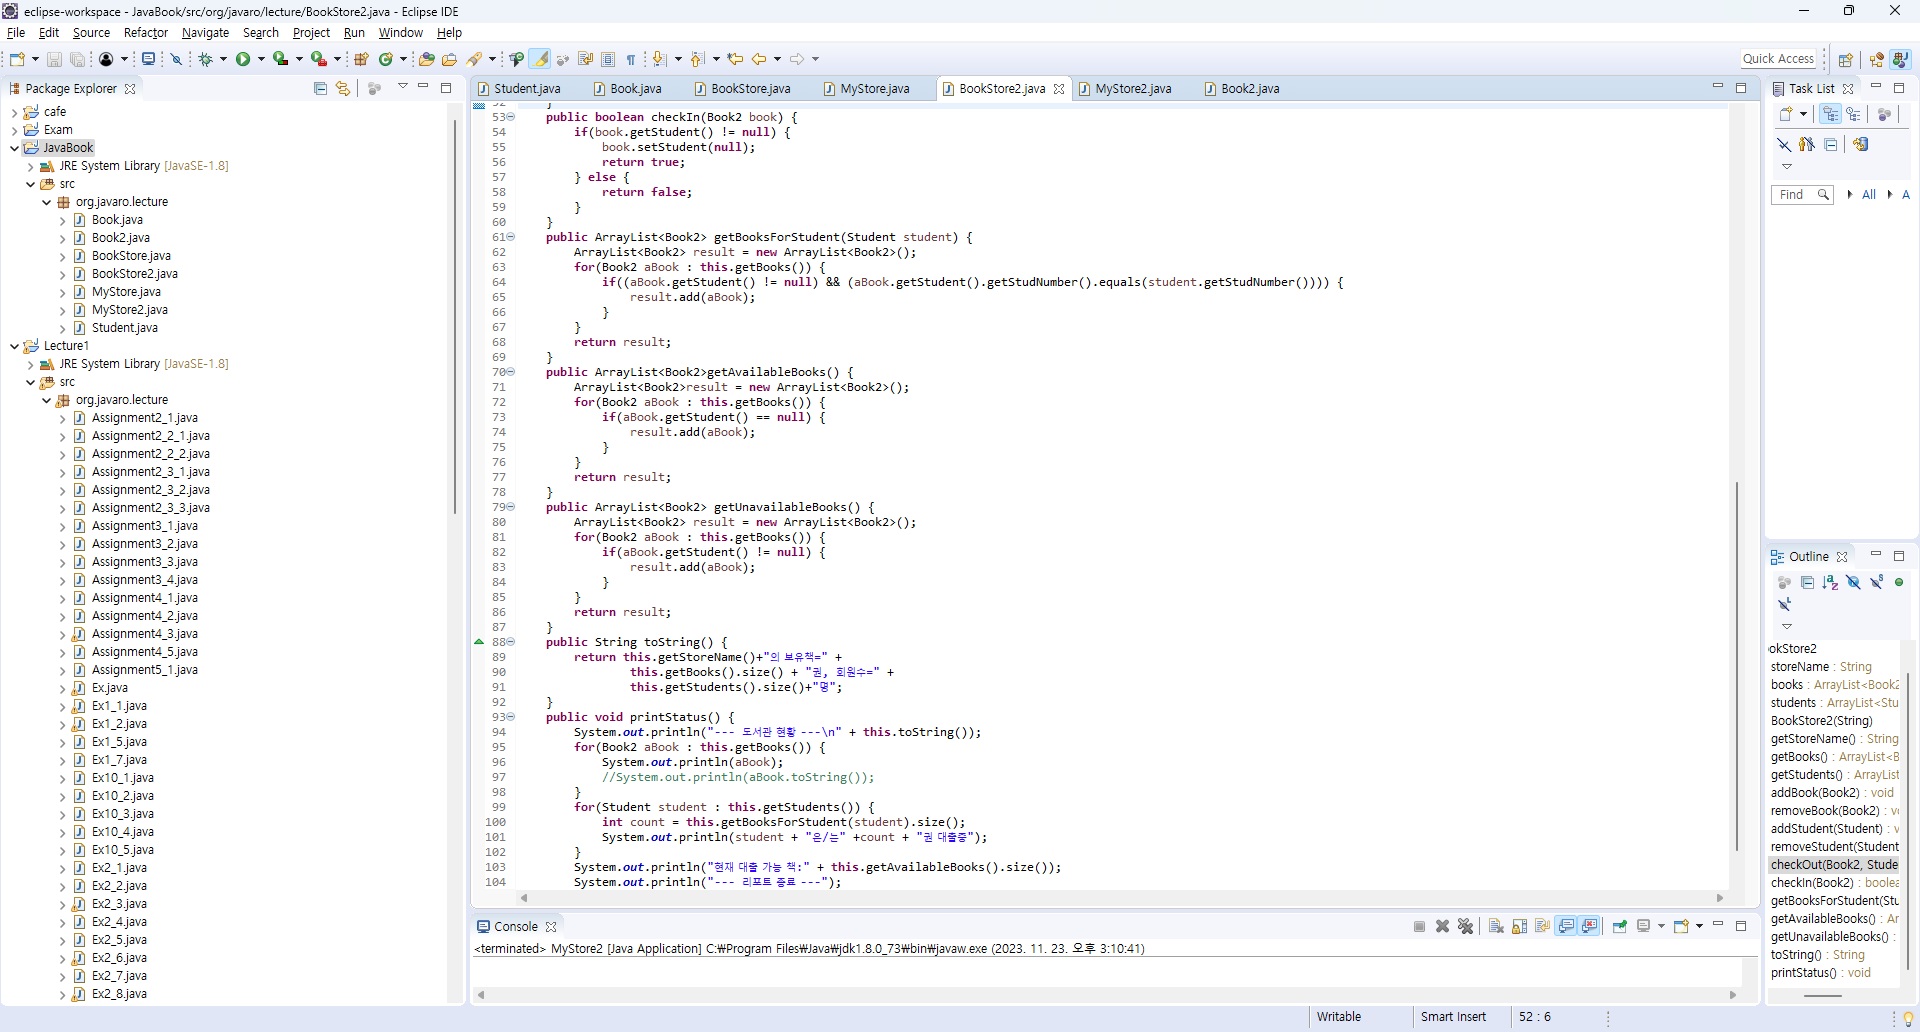 eclipse-workspace - JavaBook/src/org/javaro/lecture/BookStore2.java - Eclipse IDE
File Edit Source Refactor Navigate Search Project Run Window Help
Quick Access
Package Explorer
cafe
Exam
JavaBook
JRE System Library [JavaSE-1.8]
src
org.javaro.lecture
Book.java
Book2.java
BookStore.java
BookStore2.java
MyStore.java
MyStore2.java
Student.java
Lecture1
JRE System Library [JavaSE-1.8]
src
org.javaro.lecture
Assignment2_1.java
Assignment2_2_1.java
Assignment2_2_2.java
Assignment2_3_1.java
Assignment2_3_2.java
Assignment2_3_3.java
Assignment3_1.java
Assignment3_2.java
Assignment3_3.java
Assignment3_4.java
Assignment4_1.java
Assignment4_2.java
Assignment4_3.java
Assignment4_5.java
Assignment5_1.java
Ex.java
Ex1_1.java
Ex1_2.java
Ex1_5.java
Ex1_7.java
Ex10_1.java
Ex10_2.java
Ex10_3.java
Ex10_4.java
Ex10_5.java
Ex2_1.java
Ex2_2.java
Ex2_3.java
Ex2_4.java
Ex2_5.java
Ex2_6.java
Ex2_7.java
Ex2_8.java
Student.java Book.java BookStore.java MyStore.java BookStore2.java MyStore2.java Book2.java
52 }
53 public boolean checkIn(Book2 book) {
54 if(book.getStudent() != null) {
55 book.setStudent(null);
56 return true;
57 } else {
58 return false;
59 }
60 }
61 public ArrayList<Book2> getBooksForStudent(Student student) {
62 ArrayList<Book2> result = new ArrayList<Book2>();
63 for(Book2 aBook : this.getBooks()) {
64 if((aBook.getStudent() != null) && (aBook.getStudent().getStudNumber().equals(student.getStudNumber()))) {
65 result.add(aBook);
66 }
67 }
68 return result;
69 }
70 public ArrayList<Book2>getAvailableBooks() {
71 ArrayList<Book2>result = new ArrayList<Book2>();
72 for(Book2 aBook : this.getBooks()) {
73 if(aBook.getStudent() == null) {
74 result.add(aBook);
75 }
76 }
77 return result;
78 }
79 public ArrayList<Book2> getUnavailableBooks() {
80 ArrayList<Book2> result = new ArrayList<Book2>();
81 for(Book2 aBook : this.getBooks()) {
82 if(aBook.getStudent() != null) {
83 result.add(aBook);
84 }
85 }
86 return result;
87 }
88 public String toString() {
89 return this.getStoreName()+"의 보유책=" +
90 this.getBooks().size() + "권, 회원수=" +
91 this.getStudents().size()+"명";
92 }
93 public void printStatus() {
94 System.out.println("--- 도서관 현황 ---\n" + this.toString());
95 for(Book2 aBook : this.getBooks()) {
96 System.out.println(aBook);
97 //System.out.println(aBook.toString());
98 }
99 for(Student student : this.getStudents()) {
100 int count = this.getBooksForStudent(student).size();
101 System.out.println(student + "은/는" +count + "권 대출중");
102 }
103 System.out.println("현재 대출 가능 책:" + this.getAvailableBooks().size());
104 System.out.println("--- 리포트 종료 ---");
Console
<terminated> MyStore2 [Java Application] C:₩Program Files₩Java₩jdk1.8.0_73₩bin₩javaw.exe (2023. 11. 23. 오후 3:10:41)
Task List
Find All A
Outline
okStore2
storeName : String
books : ArrayList<Book2
students : ArrayList<Stu
BookStore2(String)
getStoreName() : String
getBooks() : ArrayList<B
getStudents() : ArrayList
addBook(Book2) : void
removeBook(Book2) : v
addStudent(Student) : v
removeStudent(Student
checkOut(Book2, Stude
checkIn(Book2) : boolea
getBooksForStudent(Stu
getAvailableBooks() : Ar
getUnavailableBooks() :
toString() : String
printStatus() : void
Writable Smart Insert 52 : 6